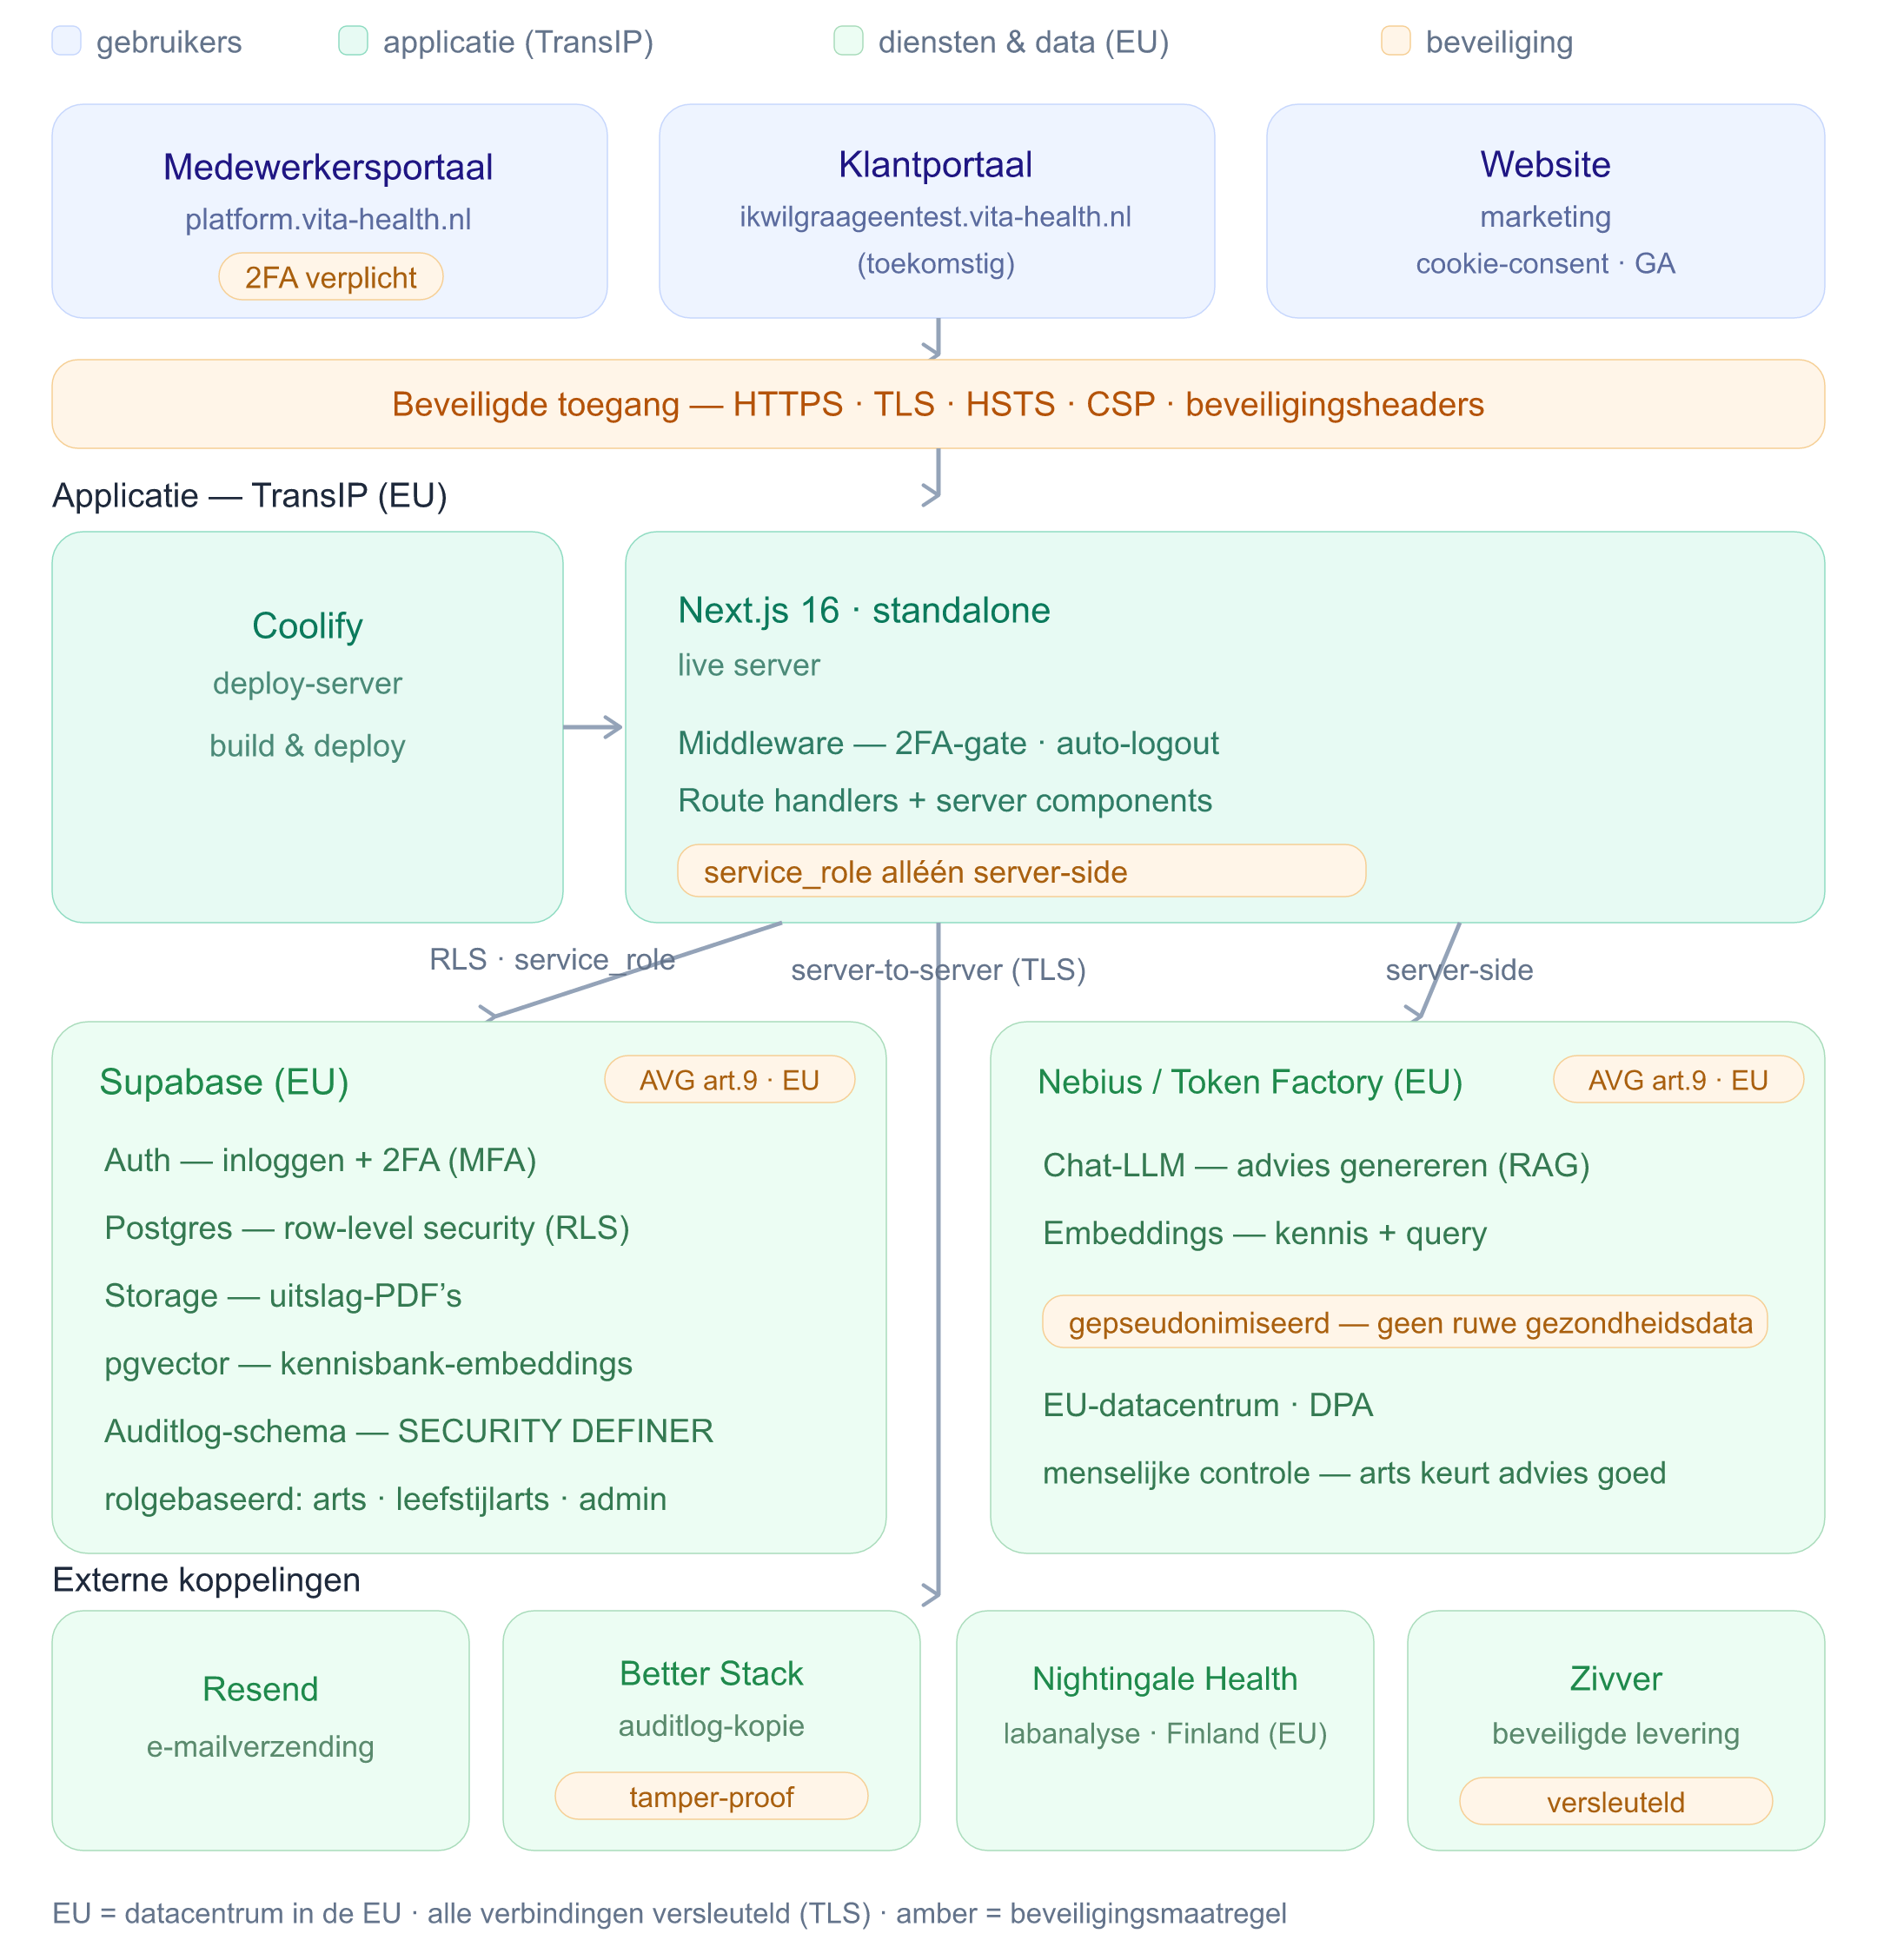 gebruikers
applicatie (TransIP)
diensten & data (EU)
beveiliging
Medewerkersportaal
platform.vita-health.nl
2FA verplicht
Klantportaal
ikwilgraageentest.vita-health.nl
(toekomstig)
Website
marketing
cookie-consent · GA
Beveiligde toegang — HTTPS · TLS · HSTS · CSP · beveiligingsheaders
Applicatie — TransIP (EU)
Coolify
deploy-server
build & deploy
Next.js 16 · standalone
live server
Middleware — 2FA-gate · auto-logout
Route handlers + server components
service_role alléén server-side
RLS · service_role
server-to-server (TLS)
server-side
Supabase (EU)
AVG art.9 · EU
Auth — inloggen + 2FA (MFA)
Postgres — row-level security (RLS)
Storage — uitslag-PDF’s
pgvector — kennisbank-embeddings
Auditlog-schema — SECURITY DEFINER
rolgebaseerd: arts · leefstijlarts · admin
Nebius / Token Factory (EU)
AVG art.9 · EU
Chat-LLM — advies genereren (RAG)
Embeddings — kennis + query
gepseudonimiseerd — geen ruwe gezondheidsdata
EU-datacentrum · DPA
menselijke controle — arts keurt advies goed
Externe koppelingen
Resend
e-mailverzending
Better Stack
auditlog-kopie
tamper-proof
Nightingale Health
labanalyse · Finland (EU)
Zivver
beveiligde levering
versleuteld
EU = datacentrum in de EU · alle verbindingen versleuteld (TLS) · amber = beveiligingsmaatregel